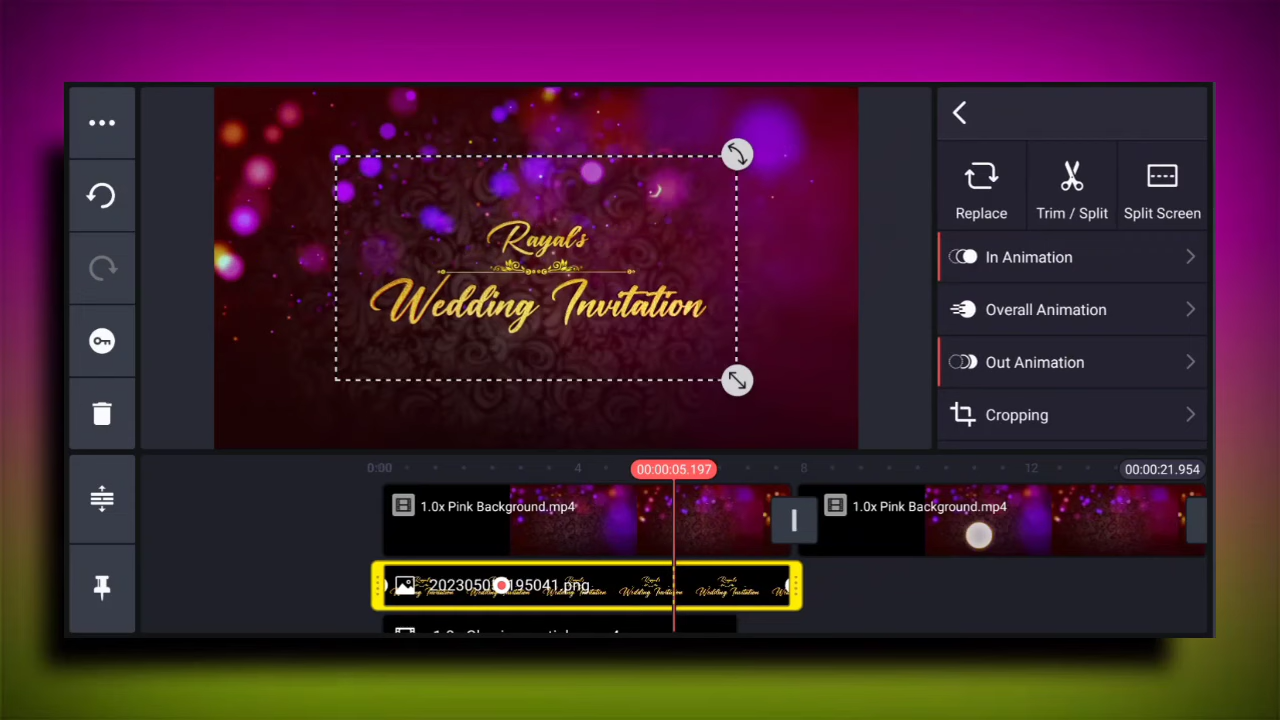 Replace
Trim / Split
Split Screen
In Animation
Overall Animation
Out Animation
Cropping
Rayal's
Wedding Invitation
0:00
4
00:00:05.197
8
12
00:00:21.954
1.0x Pink Background.mp4
1.0x Pink Background.mp4
195041.png